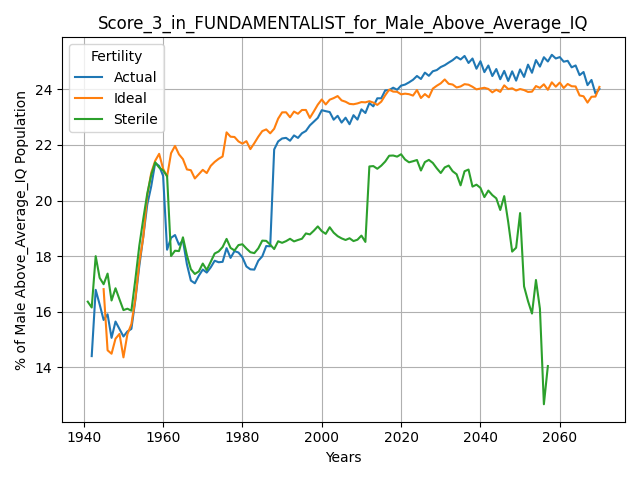 Score_3_in_FUNDAMENTALIST_for_Male_Above_Average_IQ
Fertility
Actual
Ideal
Sterile
% of Male Above_Average_IQ Population
24
22
20
18
16
14
1940
1960
1980
2000
2020
2040
2060
Years